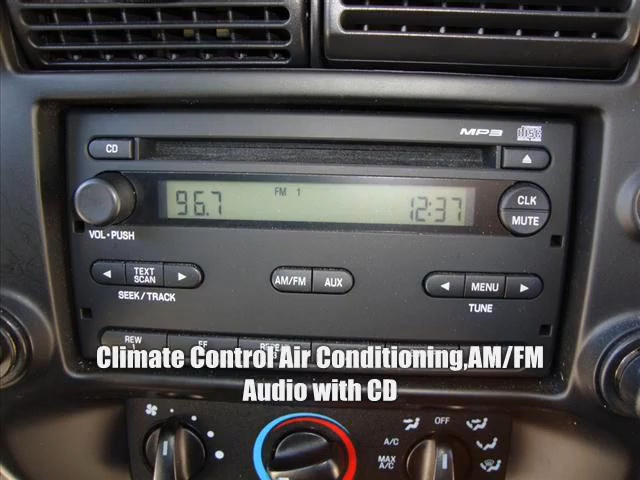 MP3
CD
FM 1
96.7
12:37
CLK
MUTE
VOL·PUSH
TEXT SCAN
SEEK/TRACK
AM/FM
AUX
MENU
TUNE
REW
FF
Climate Control Air Conditioning,AM/FM
Audio with CD
OFF
A/C
MAX A/C